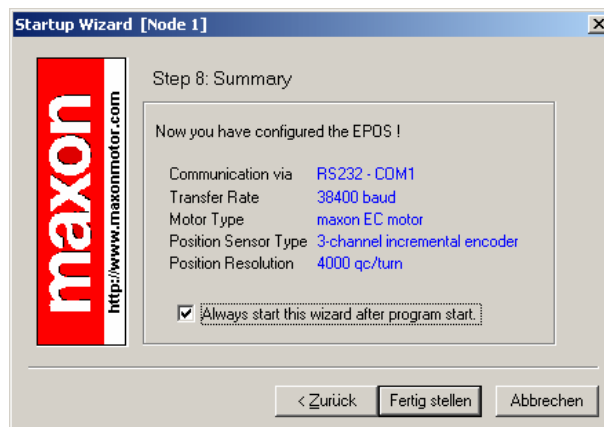 Startup Wizard [Node 1]
maxon
http://www.maxonmotor.com
Step 8: Summary
Now you have configured the EPOS !
Communication via RS232 - COM1
Transfer Rate 38400 baud
Motor Type maxon EC motor
Position Sensor Type 3-channel incremental encoder
Position Resolution 4000 qc/turn
Always start this wizard after program start.
< Zurück Fertig stellen Abbrechen